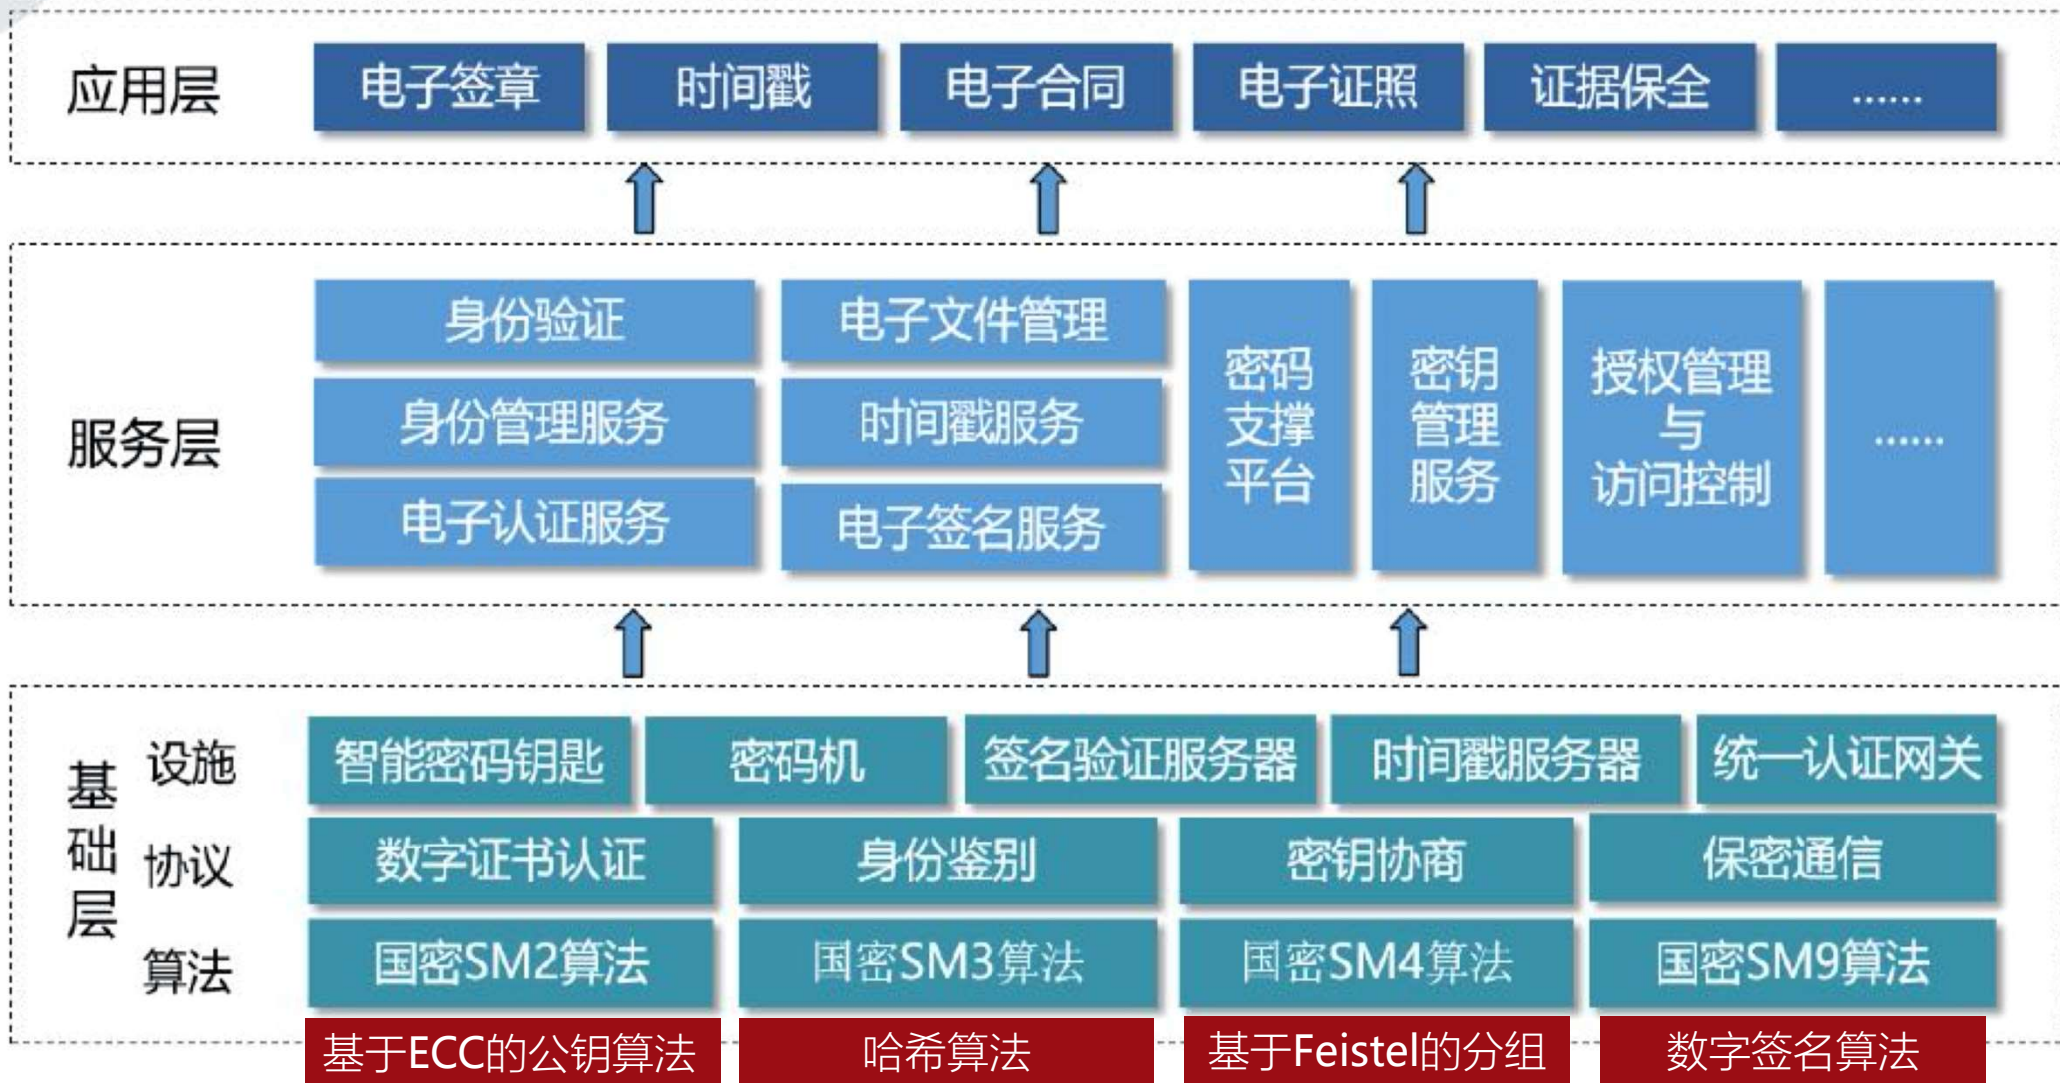 应用层
电子签章
时间戳
电子合同
电子证照
证据保全
……
服务层
身份验证
身份管理服务
电子认证服务
电子文件管理
时间戳服务
电子签名服务
密码
支撑
平台
密钥
管理
服务
授权管理
与
访问控制
……
基础层
设施
智能密码钥匙
密码机
签名验证服务器
时间戳服务器
统一认证网关
协议
数字证书认证
身份鉴别
密钥协商
保密通信
算法
国密SM2算法
国密SM3算法
国密SM4算法
国密SM9算法
基于ECC的公钥算法
哈希算法
基于Feistel的分组
数字签名算法